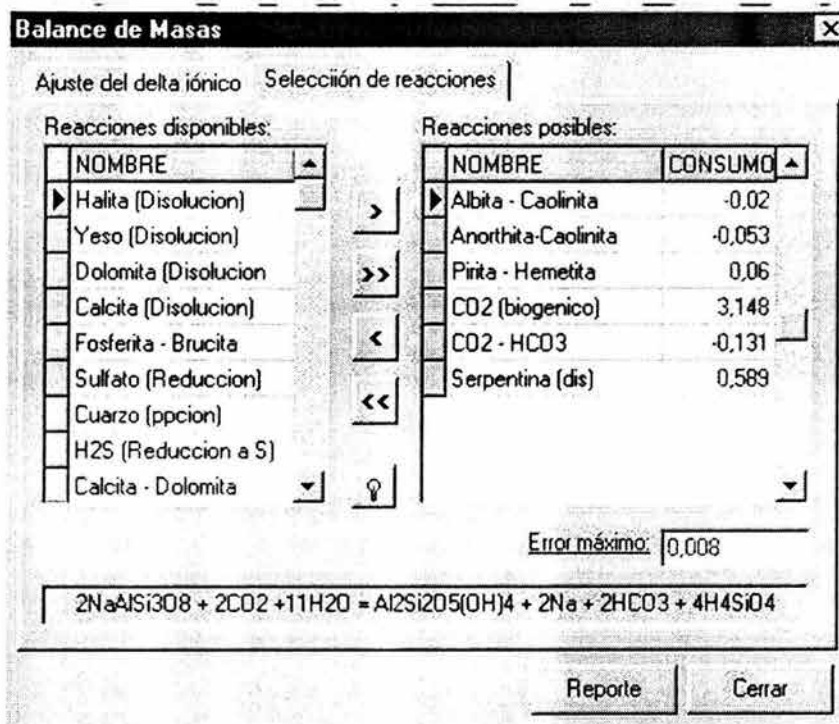 Balance de Masas
Ajuste del delta iónico
Selecciión de reacciones
Reacciones disponibles:
NOMBRE
Halita (Disolucion)
Yeso (Disolucion)
Dolomita (Disolucion
Calcita (Disolucion)
Fosferita - Brucita
Sulfato (Reduccion)
Cuarzo (ppcion)
H2S (Reduccion a S)
Calcita - Dolomita
>
>>
<
<<
Reacciones posibles:
NOMBRE CONSUMO
Albita - Caolinita -0,02
Anorthita-Caolinita -0,053
Pirita - Hemetita 0,06
CO2 (biogenico) 3,148
CO2 - HCO3 -0,131
Serpentina (dis) 0,589
Error máximo: 0,008
2NaAlSi3O8 + 2CO2 +11H2O = Al2Si2O5(OH)4 + 2Na + 2HCO3 + 4H4SiO4
Reporte Cerrar